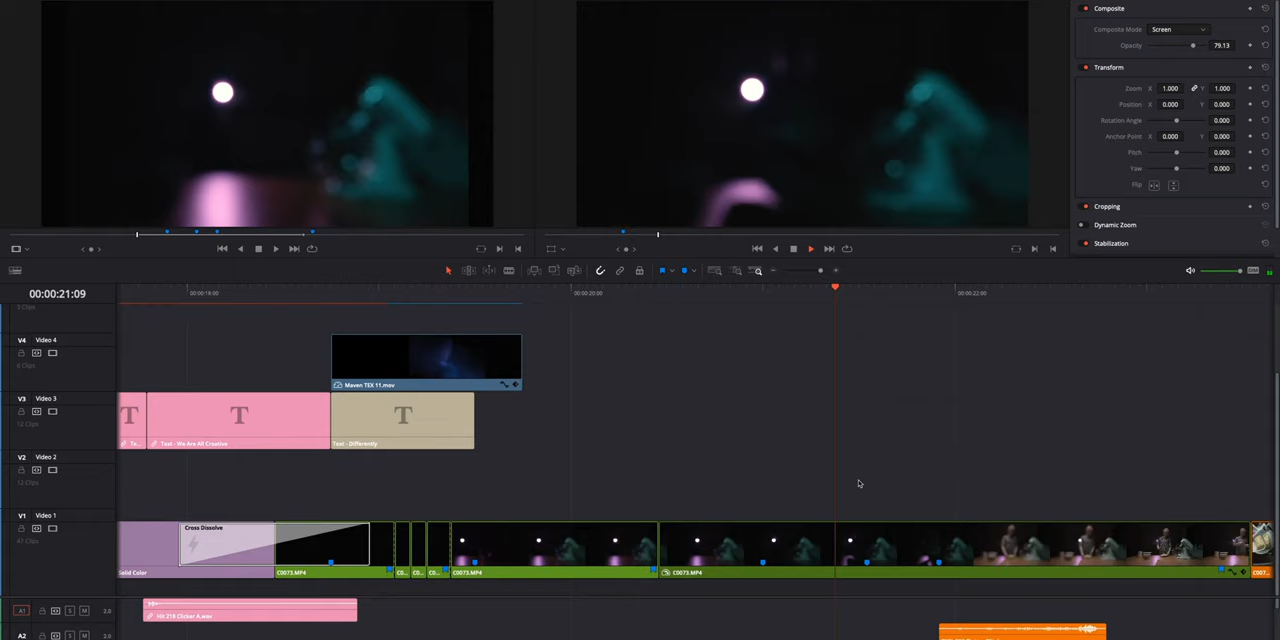 Composite
Composite Mode Screen
Opacity 79.13
Transform
Zoom X 1.000 Y 1.000
Position X 0.000 Y 0.000
Rotation Angle 0.000
Anchor Point X 0.000 Y 0.000
Pitch 0.000
Yaw 0.000
Flip
Cropping
Dynamic Zoom
Stabilization
DIM
00:00:21:09
00:00:18:00
00:00:20:00
00:00:22:00
5 Clips
V4 Video 4
6 Clips
Maven TEX 11.mov
V3 Video 3
12 Clips
T T T
Te...
Text - We Are All Creative
Text - Differently
V2 Video 2
12 Clips
V1 Video 1
47 Clips
Cross Dissolve
Solid Color
C0073.MP4
C0...
C0...
C0...
C0073.MP4
C0073.MP4
C007...
A1 S M 2.0
Hit 218 Clicker A.wav
A2 S M 2.0